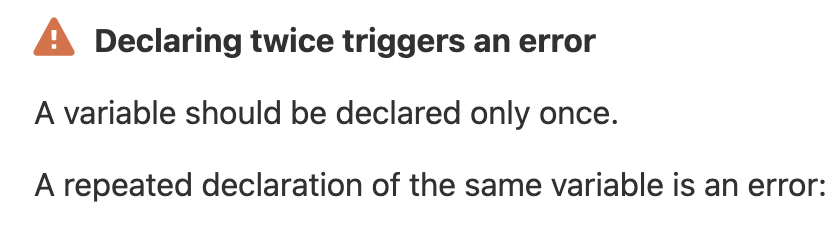 Declaring twice triggers an error
A variable should be declared only once.
A repeated declaration of the same variable is an error: